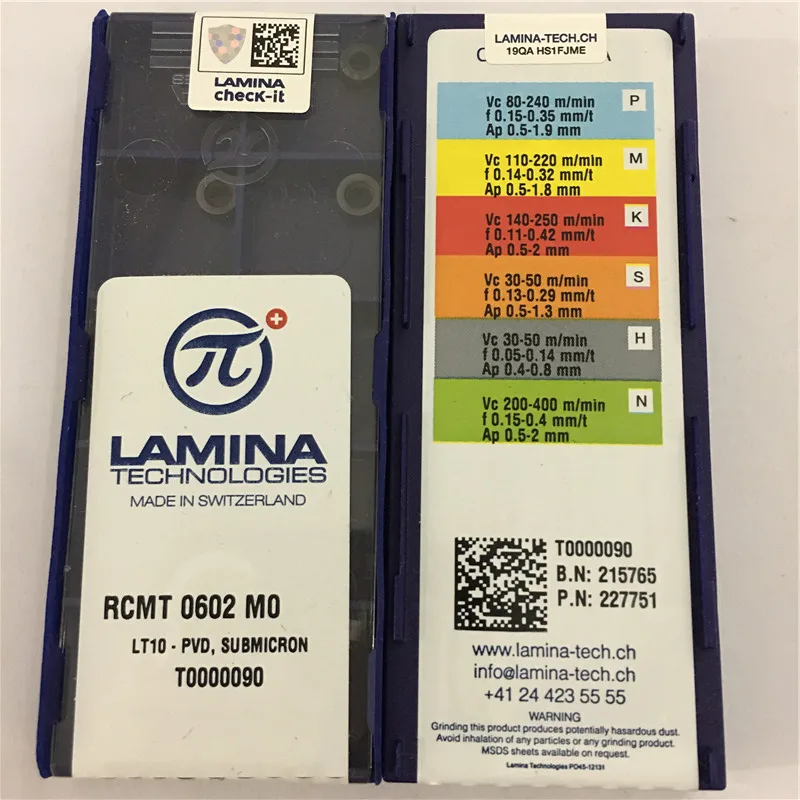 LAMINA
checK-it
π
LAMINA
TECHNOLOGIES
MADE IN SWITZERLAND
RCMT 0602 M0
LT10 - PVD, SUBMICRON
T0000090
LAMINA-TECH.CH
19QA HS1FJME
Vc 80-240 m/min
f 0.15-0.35 mm/t
Ap 0.5-1.9 mm
P
Vc 110-220 m/min
f 0.14-0.32 mm/t
Ap 0.5-1.8 mm
M
Vc 140-250 m/min
f 0.11-0.42 mm/t
Ap 0.5-2 mm
K
Vc 30-50 m/min
f 0.13-0.29 mm/t
Ap 0.5-1.3 mm
S
Vc 30-50 m/min
f 0.05-0.14 mm/t
Ap 0.4-0.8 mm
H
Vc 200-400 m/min
f 0.15-0.4 mm/t
Ap 0.5-2 mm
N
T0000090
B.N: 215765
P.N: 227751
www.lamina-tech.ch
info@lamina-tech.ch
+41 24 423 55 55
WARNING
Grinding this product produces potentially hazardous dust.
Avoid inhalation of any particles or any grinding product.
MSDS sheets available on request.
Lamina Technologies PO45-12131